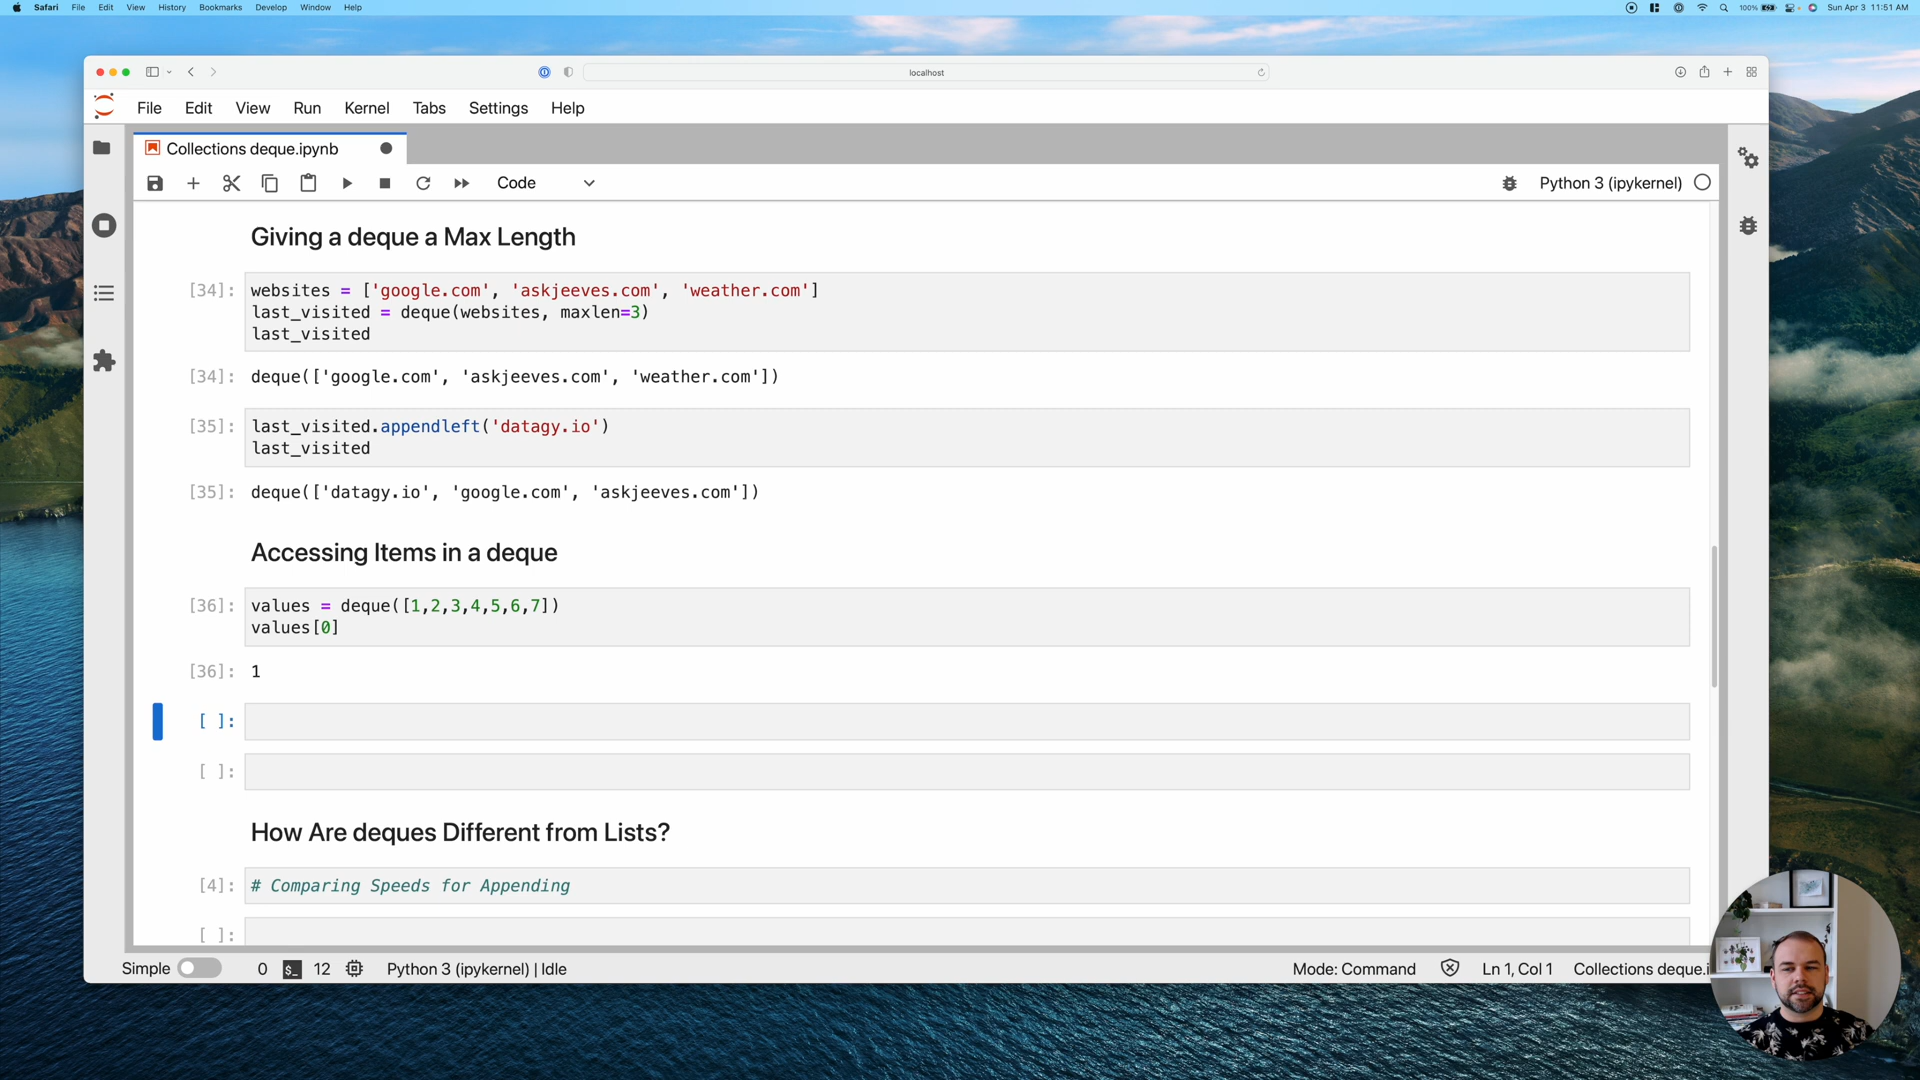 Safari File Edit View History Bookmarks Develop Window Help 100% Sun Apr 3 11:51 AM
localhost
File Edit View Run Kernel Tabs Settings Help
Collections deque.ipynb
Code Python 3 (ipykernel)
Giving a deque a Max Length
[34]: websites = ['google.com', 'askjeeves.com', 'weather.com']
last_visited = deque(websites, maxlen=3)
last_visited
[34]: deque(['google.com', 'askjeeves.com', 'weather.com'])
[35]: last_visited.appendleft('datagy.io')
last_visited
[35]: deque(['datagy.io', 'google.com', 'askjeeves.com'])
Accessing Items in a deque
[36]: values = deque([1,2,3,4,5,6,7])
values[0]
[36]: 1
[ ]:
[ ]:
How Are deques Different from Lists?
[4]: # Comparing Speeds for Appending
[ ]:
Simple 0 $_ 12 Python 3 (ipykernel) | Idle Mode: Command Ln 1, Col 1 Collections deque.i